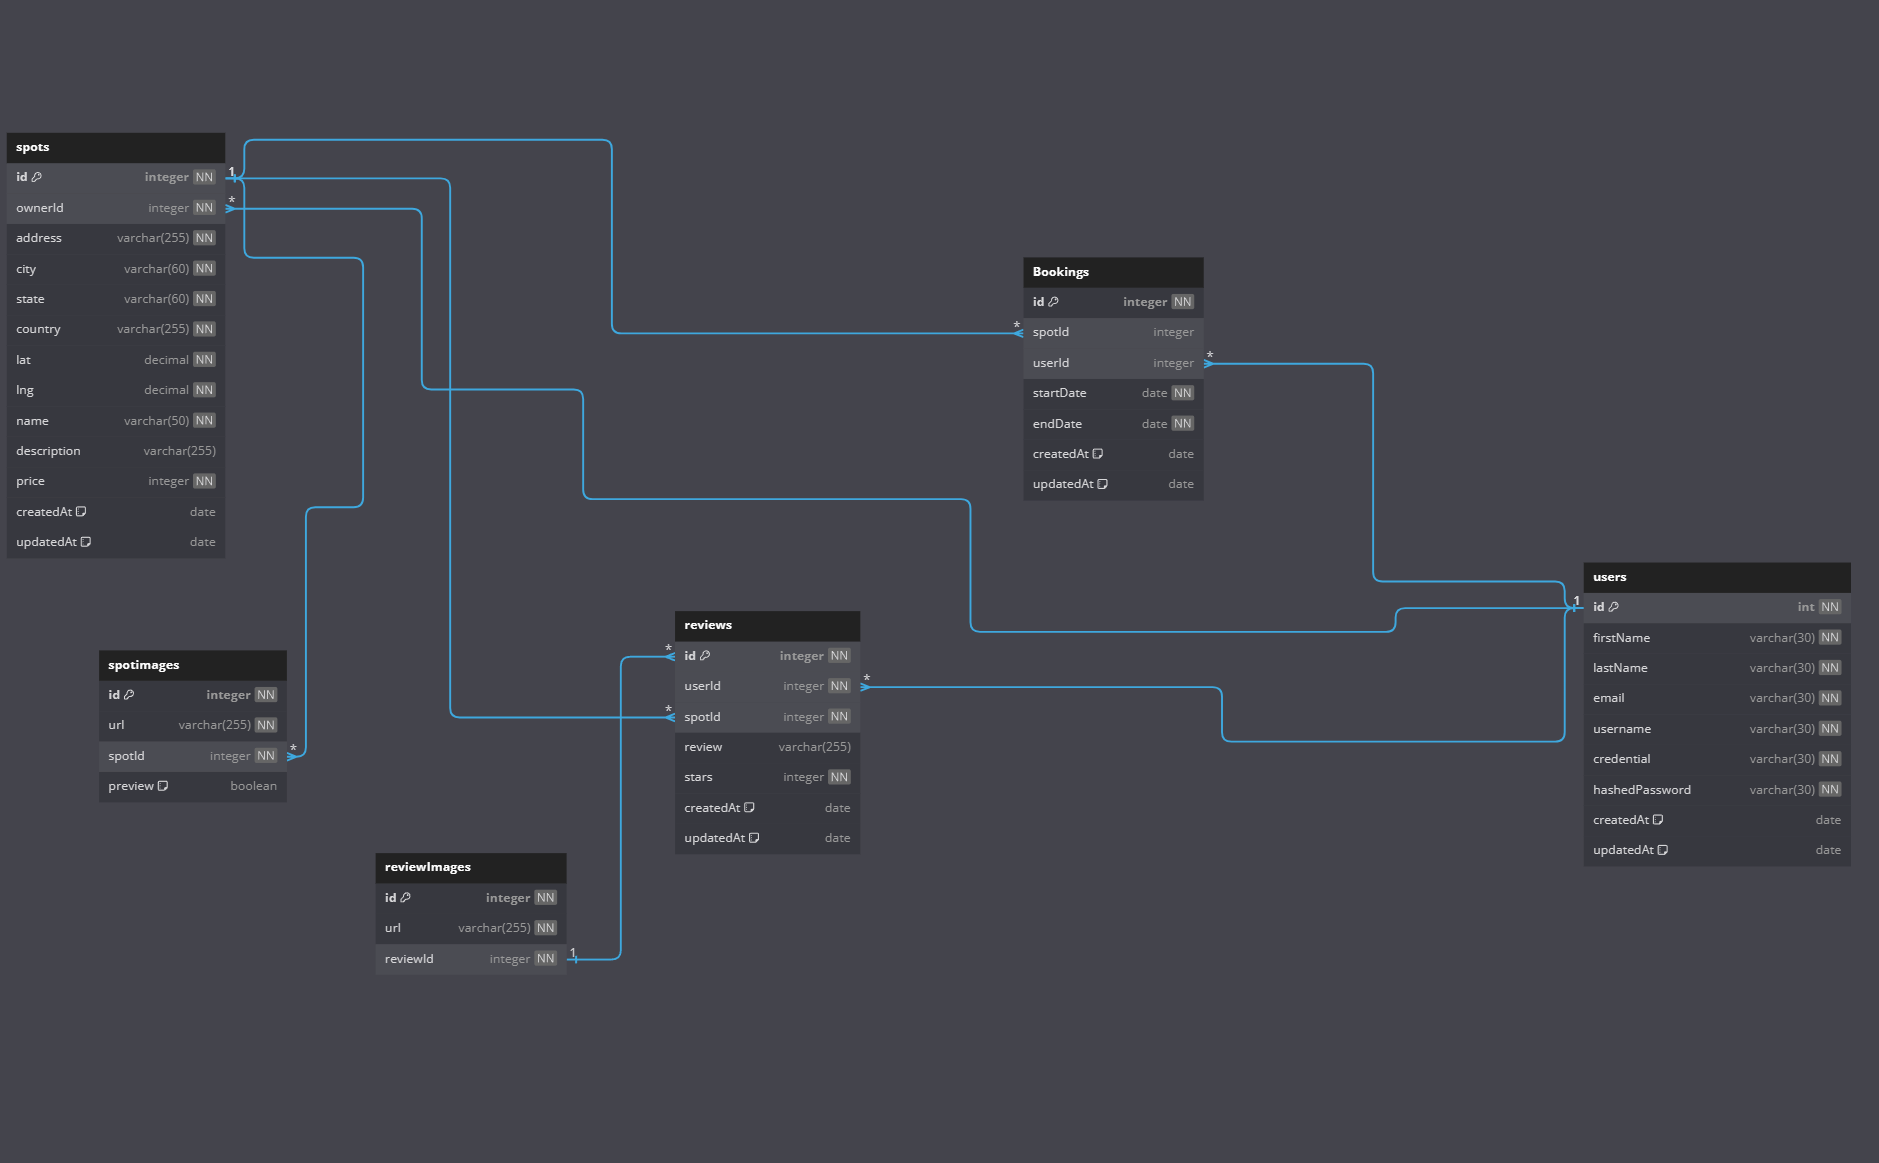 spots
id integer NN
ownerId integer NN
address varchar(255) NN
city varchar(60) NN
state varchar(60) NN
country varchar(255) NN
lat decimal NN
lng decimal NN
name varchar(50) NN
description varchar(255)
price integer NN
createdAt date
updatedAt date
1
*
Bookings
id integer NN
* spotId integer
userId integer NN *
startDate date NN
endDate date NN
createdAt date
updatedAt date
users
1 id int NN
firstName varchar(30) NN
lastName varchar(30) NN
email varchar(30) NN
username varchar(30) NN
credential varchar(30) NN
hashedPassword varchar(30) NN
createdAt date
updatedAt date
reviews
* id integer NN
userId integer NN *
* spotId integer NN
review varchar(255)
stars integer NN
createdAt date
updatedAt date
spotimages
id integer NN
url varchar(255) NN
spotId integer NN *
preview boolean
reviewImages
id integer NN
url varchar(255) NN
reviewId integer NN 1